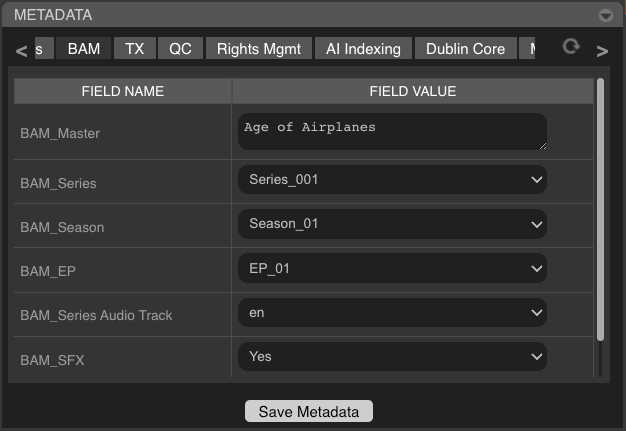 METADATA
< s BAM TX QC Rights Mgmt AI Indexing Dublin Core >
FIELD NAME FIELD VALUE
BAM_Master Age of Airplanes
BAM_Series Series_001
BAM_Season Season_01
BAM_EP EP_01
BAM_Series Audio Track en
BAM_SFX Yes
Save Metadata